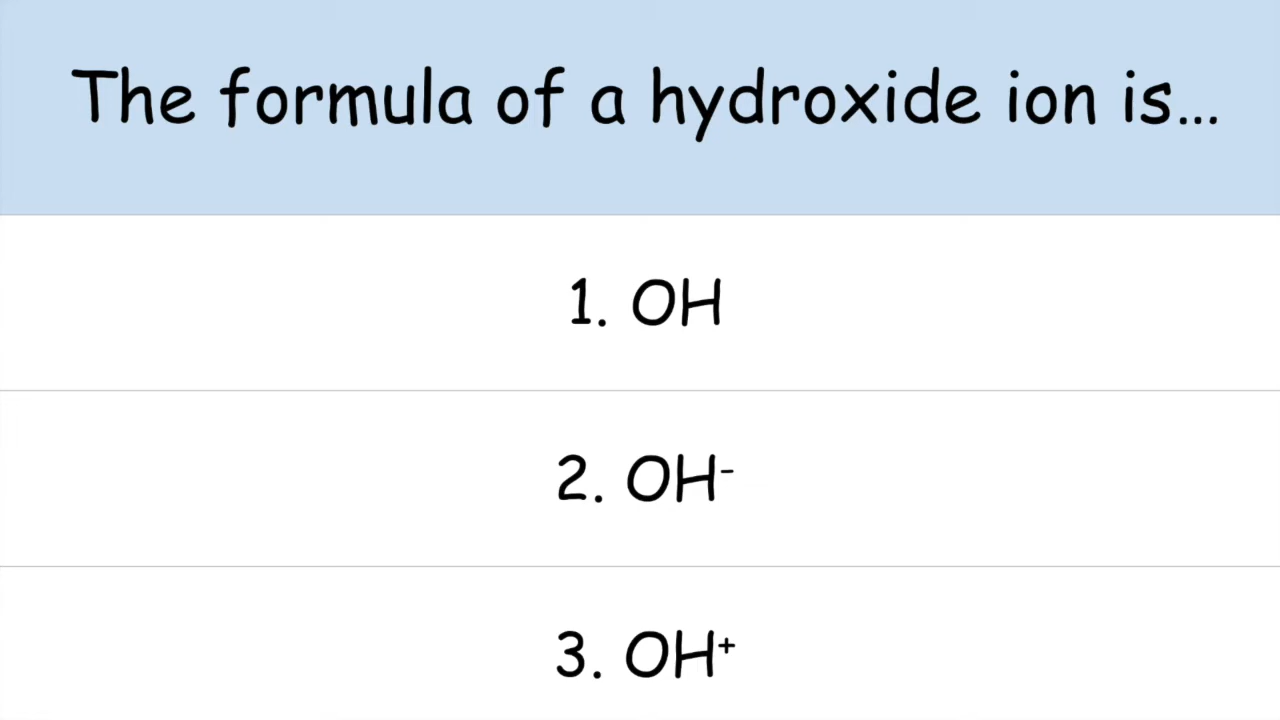 The formula of a hydroxide ion is...
1. OH
2. OH⁻
3. OH⁺